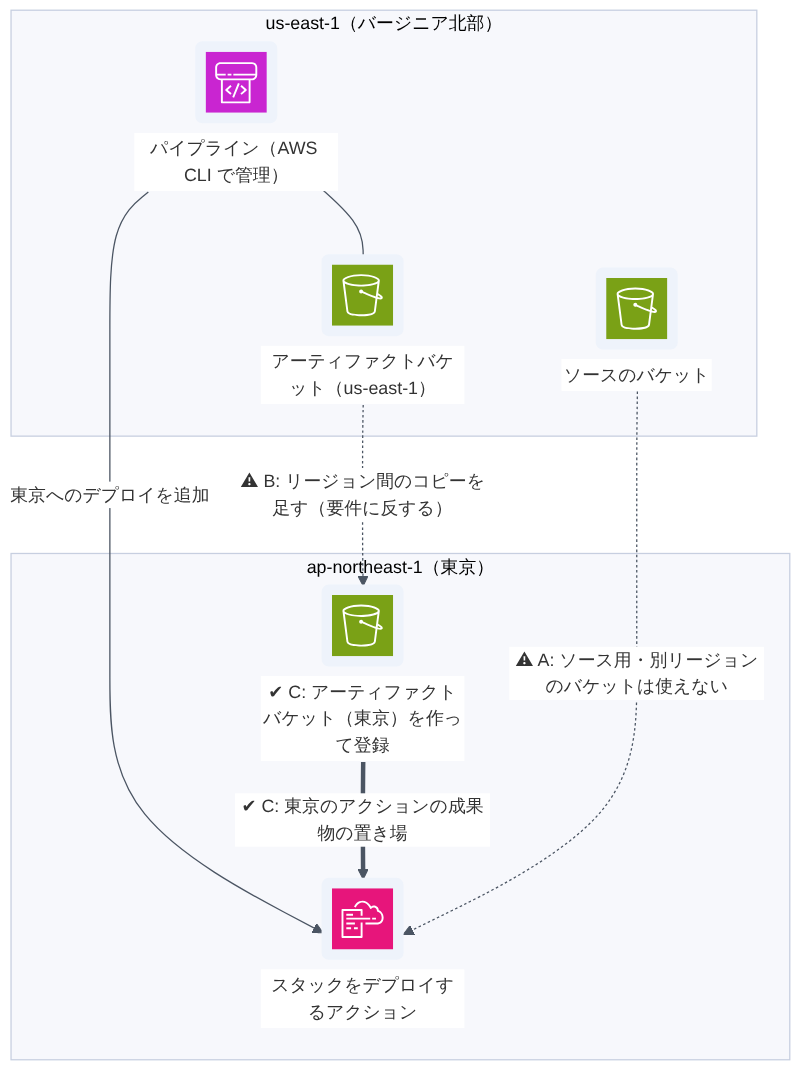 us-east-1（バージニア北部）
パイプライン（AWS
CLI で管理）
アーティファクトバケ
ット（us-east-1）
ソースのバケット
東京へのデプロイを追加
⚠ B: リージョン間のコピーを
足す（要件に反する）
ap-northeast-1（東京）
⚠ A: ソース用・別リージョン
のバケットは使えない
✔ C: アーティファクト
バケット（東京）を作っ
て登録
✔ C: 東京のアクションの成果
物の置き場
スタックをデプロイす
るアクション